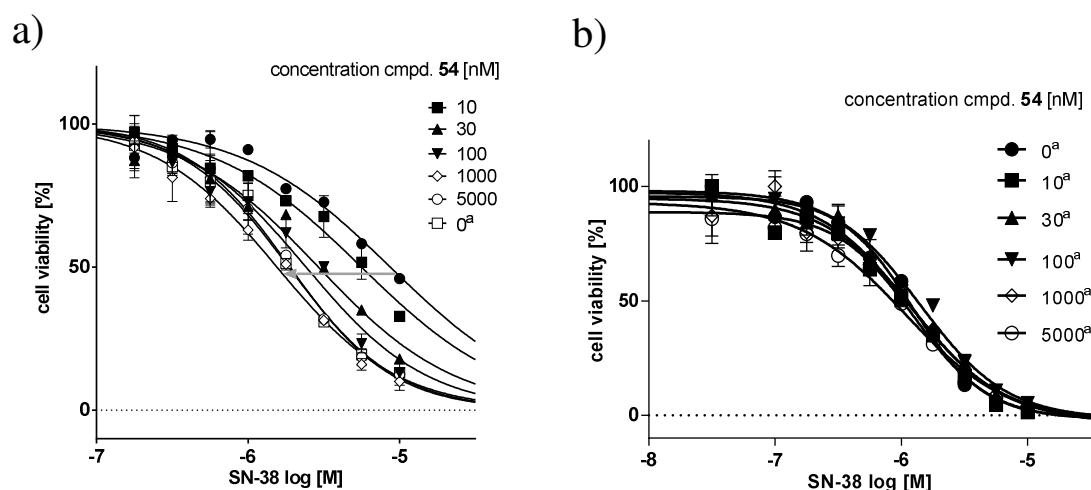 a)
concentration cmpd. 54 [nM]
10
30
100
1000
5000
0ª
100
50
0
cell viability [%]
-7
-6
-5
SN-38 log [M]
b)
concentration cmpd. 54 [nM]
0ª
10ª
30ª
100ª
1000ª
5000ª
100
50
0
cell viability [%]
-8
-7
-6
-5
SN-38 log [M]